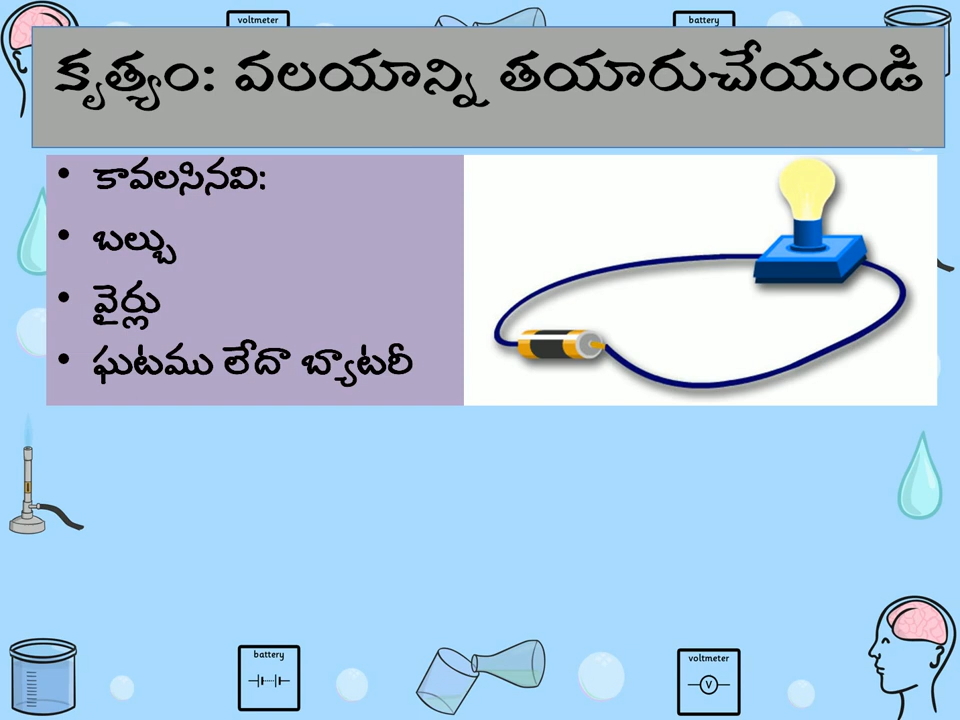 voltmeter
battery
కృత్యం: వలయాన్ని తయారుచేయండి
• కావలసినవి:
• బల్బు
• వైర్లు
• ఘటము లేదా బ్యాటరీ
battery
voltmeter
V